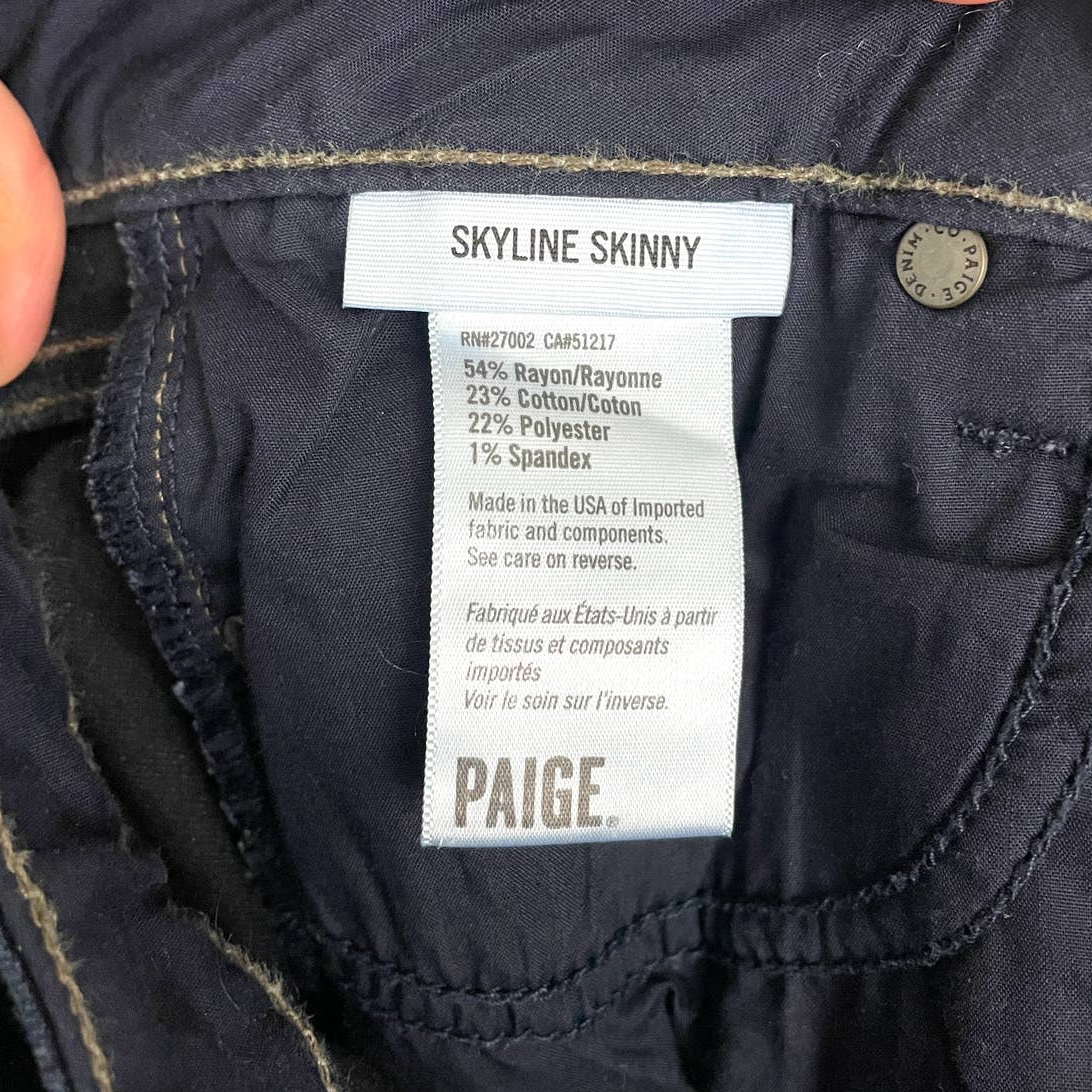 SKYLINE SKINNY
RN#27002 CA#51217
54% Rayon/Rayonne
23% Cotton/Coton
22% Polyester
1% Spandex
Made in the USA of Imported
fabric and components.
See care on reverse.
Fabriqué aux États-Unis à partir
de tissus et composants
importés
Voir le soin sur l'inverse.
PAIGE®
PAIGE · DENIM · CO ·